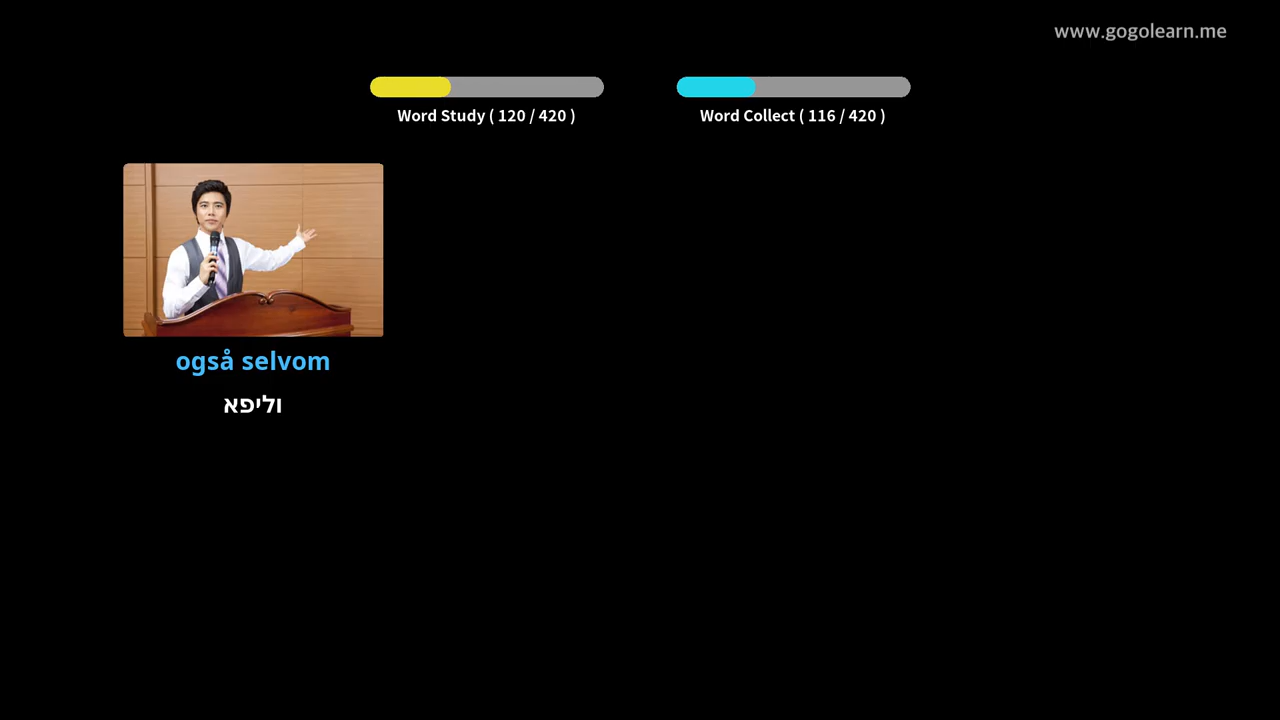 www.gogolearn.me
Word Study ( 120 / 420 )
Word Collect ( 116 / 420 )
også selvom
וליפא